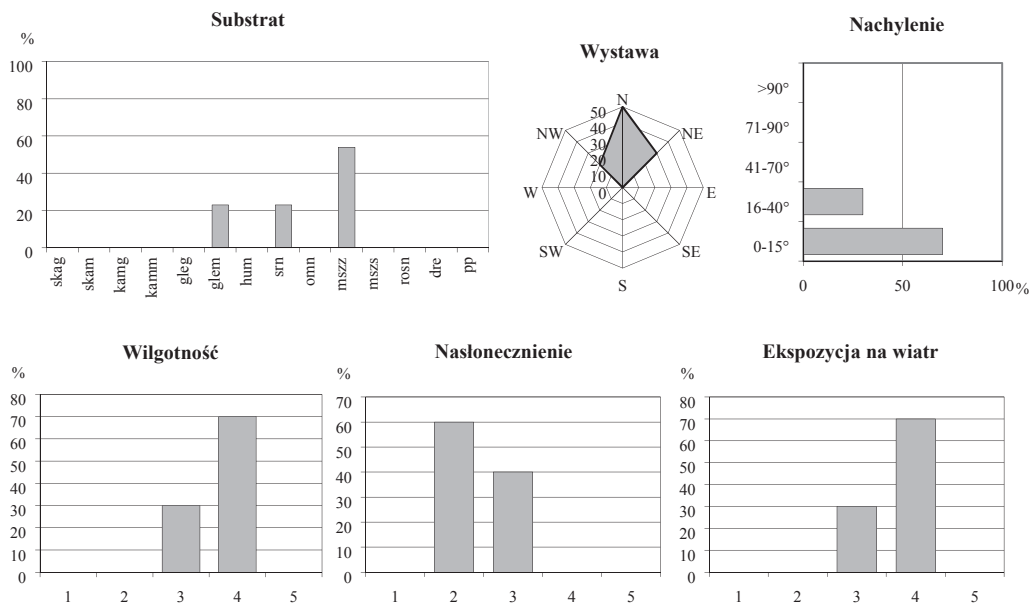 Substrat
%
100
80
60
40
20
0
skag
skam
kamg
kamm
gleg
glem
hum
srn
omn
mszz
mszs
rosn
dre
pp
Wystawa
N
NE
E
SE
S
SW
W
NW
50
40
30
20
10
0
Nachylenie
>90°
71-90°
41-70°
16-40°
0-15°
0 50 100%
Wilgotność
%
80
70
60
50
40
30
20
10
0
1 2 3 4 5
Nasłonecznienie
%
70
60
50
40
30
20
10
0
1 2 3 4 5
Ekspozycja na wiatr
%
80
70
60
50
40
30
20
10
0
1 2 3 4 5